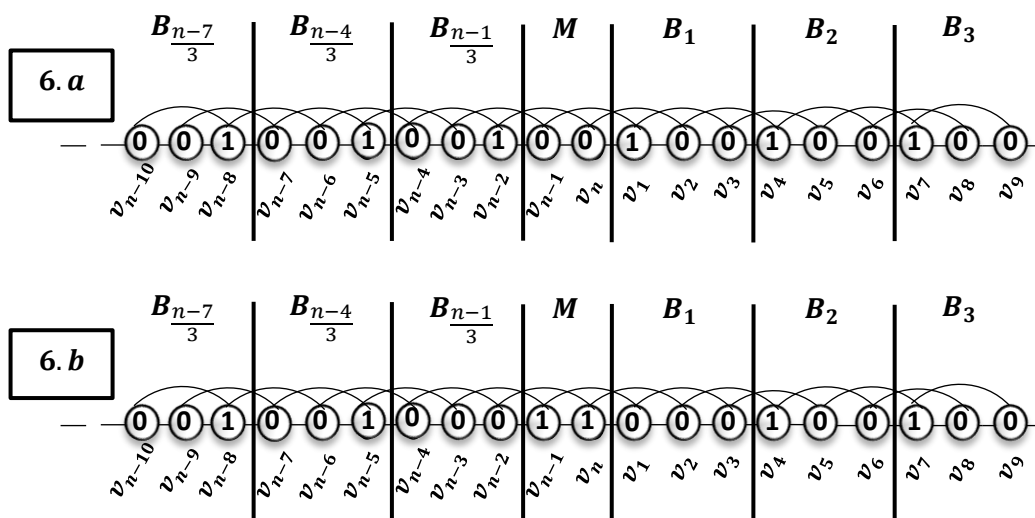 B_{\frac{n-7}{3}} B_{\frac{n-4}{3}} B_{\frac{n-1}{3}} M B_1 B_2 B_3
6. a
0 0 1 0 0 1 0 0 1 0 0 1 0 0 1 0 0 1 0 0
v_{n-10} v_{n-9} v_{n-8} v_{n-7} v_{n-6} v_{n-5} v_{n-4} v_{n-3} v_{n-2} v_{n-1} v_n v_1 v_2 v_3 v_4 v_5 v_6 v_7 v_8 v_9
B_{\frac{n-7}{3}} B_{\frac{n-4}{3}} B_{\frac{n-1}{3}} M B_1 B_2 B_3
6. b
0 0 1 0 0 1 0 0 0 1 1 0 0 0 1 0 0 1 0 0
v_{n-10} v_{n-9} v_{n-8} v_{n-7} v_{n-6} v_{n-5} v_{n-4} v_{n-3} v_{n-2} v_{n-1} v_n v_1 v_2 v_3 v_4 v_5 v_6 v_7 v_8 v_9